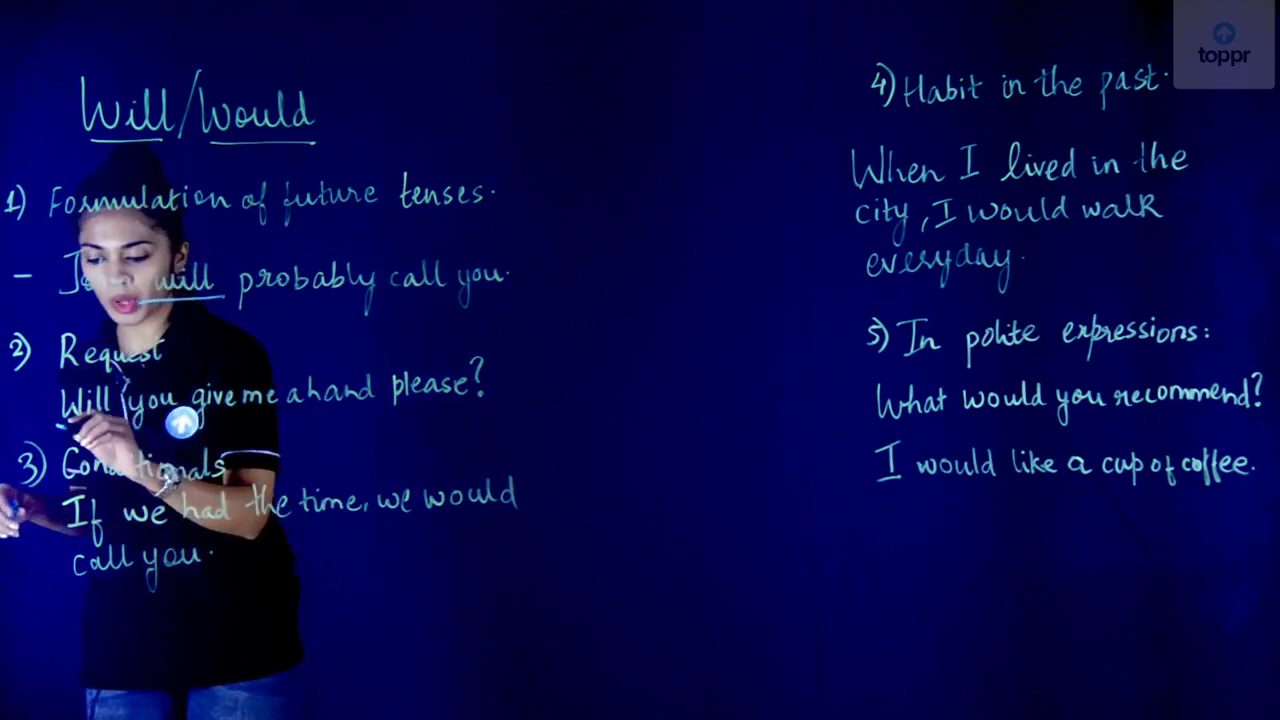 Will/Would
1) Formulation of future tenses.
- will probably call you.
2) Request
Will you give me a hand please?
3) Conditionals
If we had the time, we would
call you.
4) Habit in the past.
When I lived in the
city, I would walk
everyday.
5) In polite expressions:
What would you recommend?
I would like a cup of coffee.
toppr